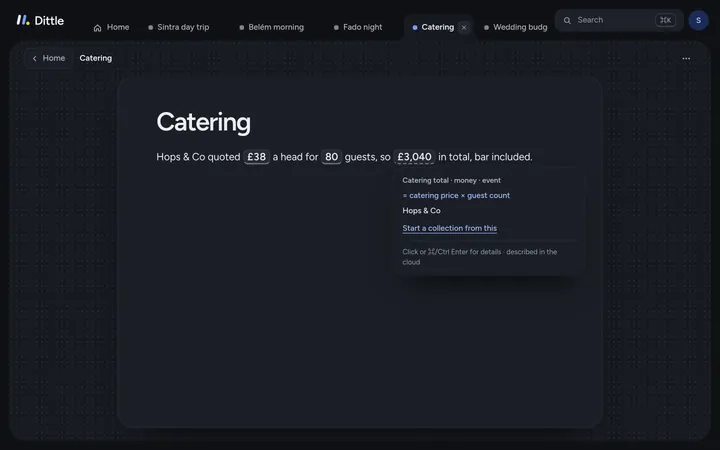 Dittle
Home
Sintra day trip
Belém morning
Fado night
Catering
×
Wedding budg
Search
⌘K
S
Home
Catering
Catering
Hops & Co quoted £38 a head for 80 guests, so £3,040 in total, bar included.
Catering total · money · event
= catering price × guest count
Hops & Co
Start a collection from this
Click or ⌘/Ctrl Enter for details · described in the
cloud